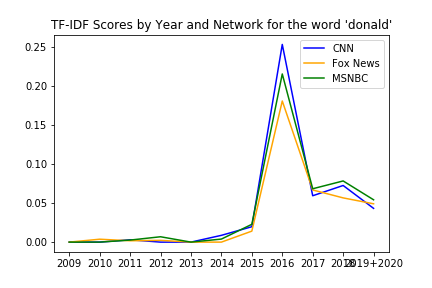 TF-IDF Scores by Year and Network for the word 'donald'
CNN
Fox News
MSNBC
0.25
0.20
0.15
0.10
0.05
0.00
2009 2010 2011 2012 2013 2014 2015 2016 2017 2018 2019+2020